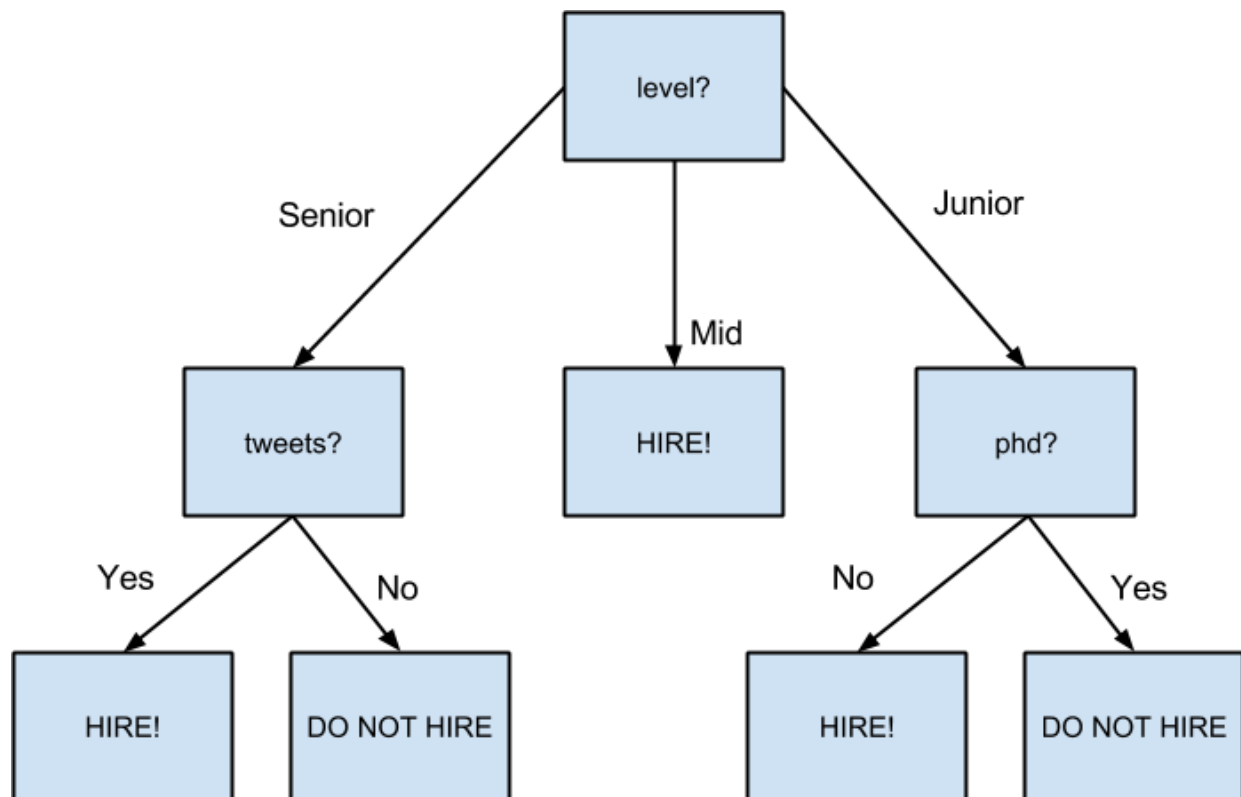 level?
Senior
Junior
Mid
tweets?
HIRE!
phd?
Yes
No
No
Yes
HIRE!
DO NOT HIRE
HIRE!
DO NOT HIRE